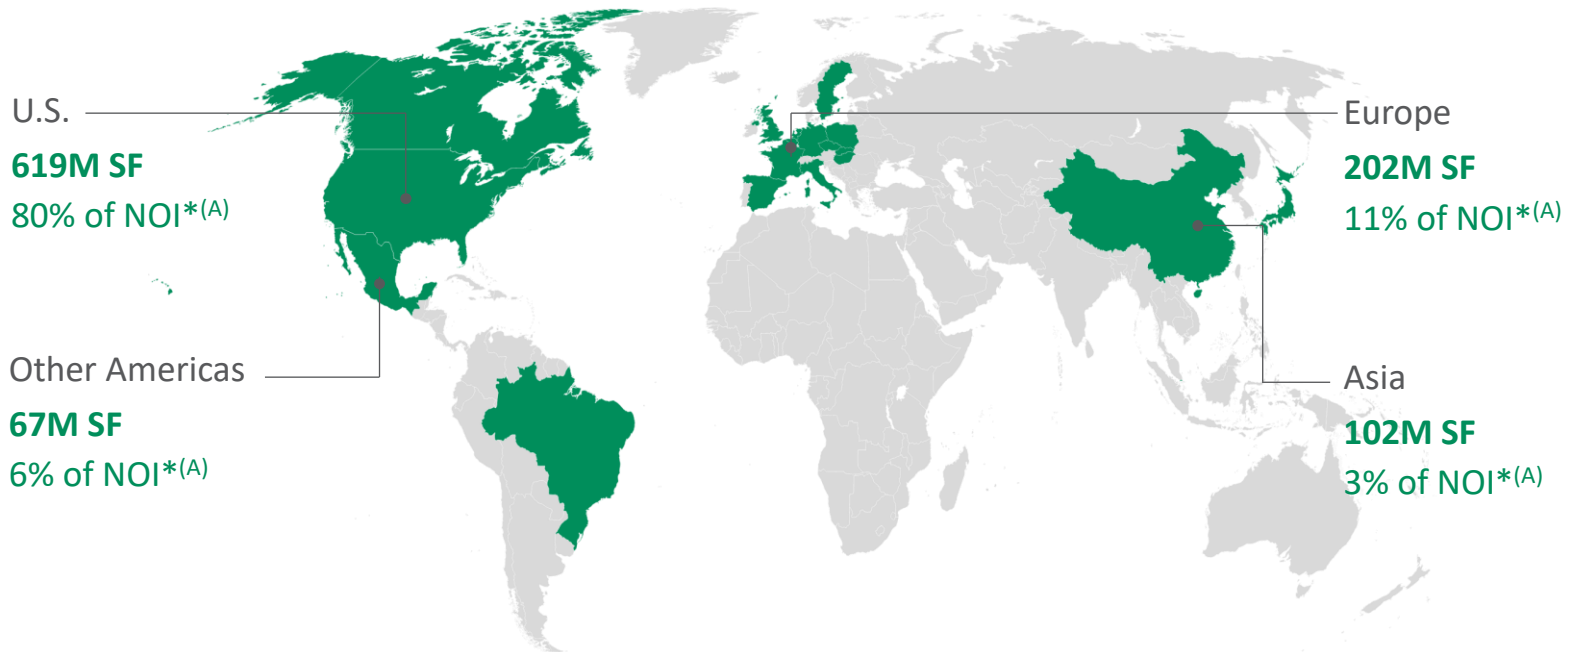 U.S.
619M SF
80% of NOI*(A)
Other Americas
67M SF
6% of NOI*(A)
Europe
202M SF
11% of NOI*(A)
Asia
102M SF
3% of NOI*(A)